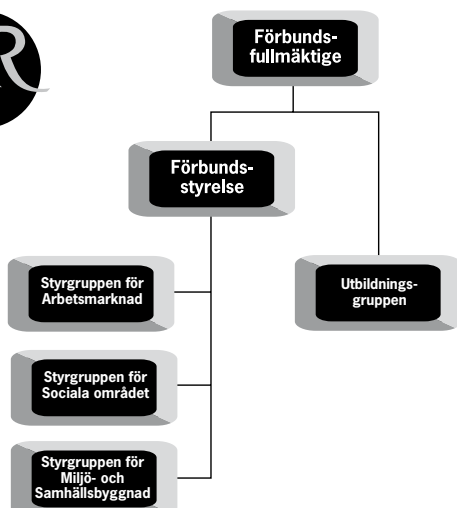 R
Förbunds-
fullmäktige
Förbunds-
styrelse
Styrgruppen för
Arbetsmarknad
Utbildnings-
gruppen
Styrgruppen för
Sociala området
Styrgruppen för
Miljö- och
Samhällsbyggnad